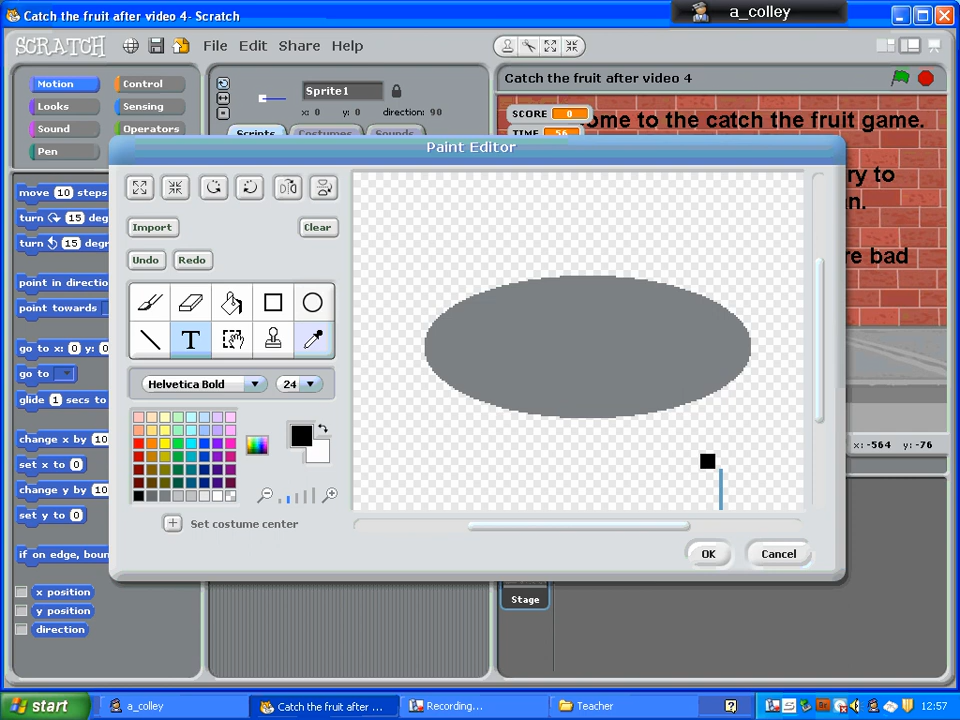 Catch the fruit after video 4- Scratch
a_colley
SCRATCH
File Edit Share Help
Motion
Control
Looks
Sensing
Sound
Operators
Pen
Sprite1
x: 0 y: 0 direction: 90
Scripts Costumes Sounds
Catch the fruit after video 4
SCORE 0
TIME 56
ome to the catch the fruit game.
ry to
n.
re bad
x: -564 y: -76
Stage
move 10 steps
turn 15 deg
turn 15 degr
point in directi
point towards
go to x: 0 y: 0
go to
glide 1 secs to
change x by 10
set x to 0
change y by 10
set y to 0
if on edge, boun
x position
y position
direction
Paint Editor
Import
Clear
Undo
Redo
T
Helvetica Bold
24
Set costume center
OK
Cancel
start
a_colley
Catch the fruit after ...
Recording...
Teacher
12:57